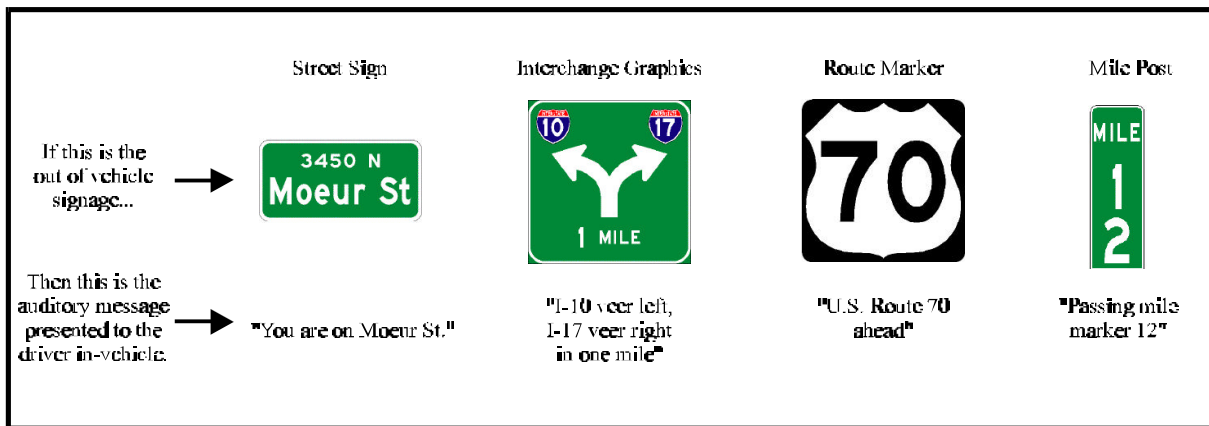 Street Sign
Interchange Graphics
Route Marker
Mile Post
If this is the
out of vehicle
signage...
3450 N
Moeur St
10
17
1 MILE
70
MILE
1
2
Then this is the
auditory message
presented to the
driver in-vehicle.
"You are on Moeur St."
"I-10 veer left,
I-17 veer right
in one mile"
"U.S. Route 70
ahead"
"Passing mile
marker 12"